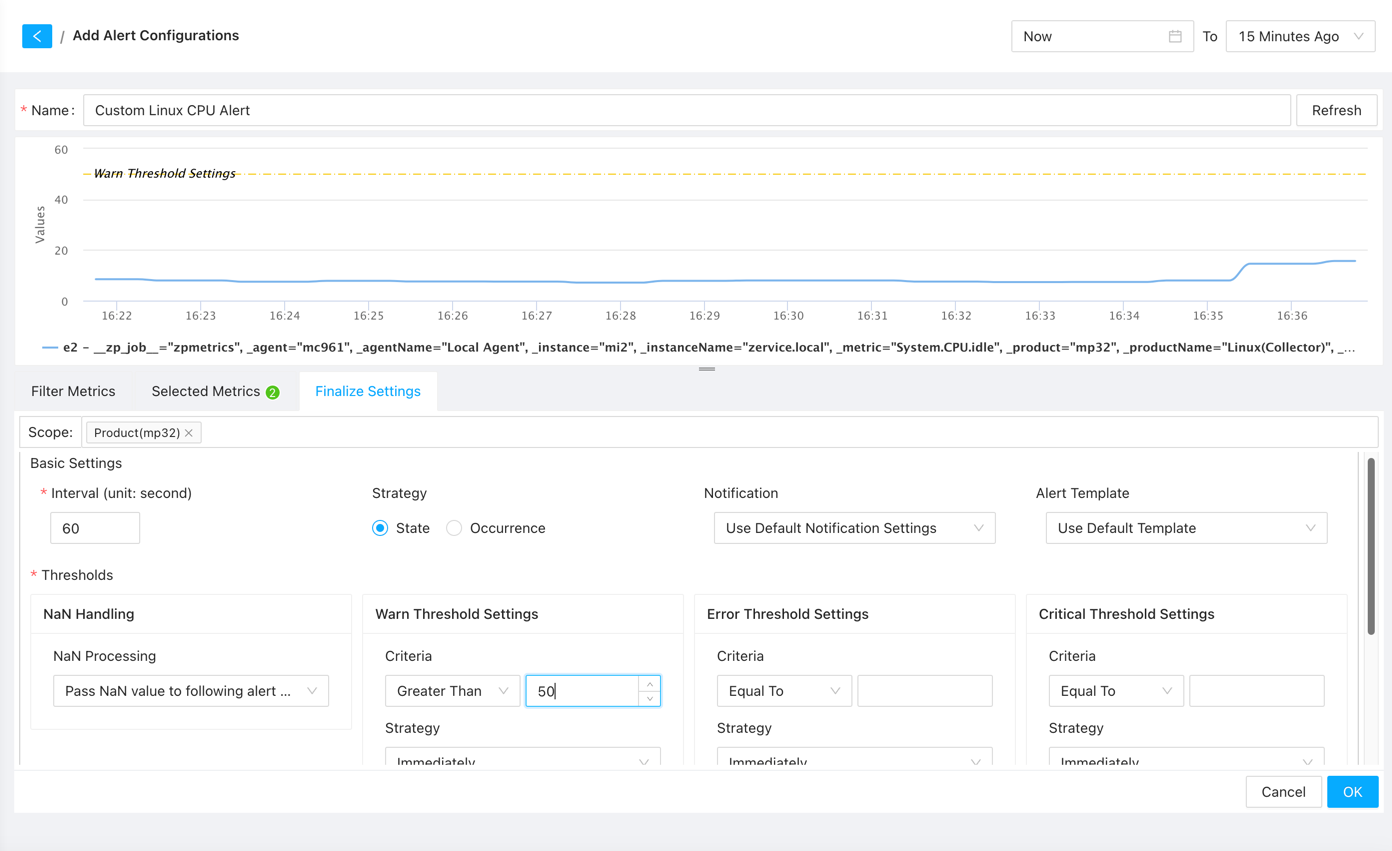 / Add Alert Configurations
Now To 15 Minutes Ago
* Name: Custom Linux CPU Alert Refresh
60
Warn Threshold Settings
40
Values
20
0
16:22 16:23 16:24 16:25 16:26 16:27 16:28 16:29 16:30 16:31 16:32 16:33 16:34 16:35 16:36
e2 – __zp_job__="zpmetrics", _agent="mc961", _agentName="Local Agent", _instance="mi2", _instanceName="zervice.local", _metric="System.CPU.idle", _product="mp32", _productName="Linux(Collector)", _...
Filter Metrics Selected Metrics 2 Finalize Settings
Scope: Product(mp32)
Basic Settings
* Interval (unit: second) Strategy Notification Alert Template
60 State Occurrence Use Default Notification Settings Use Default Template
* Thresholds
NaN Handling Warn Threshold Settings Error Threshold Settings Critical Threshold Settings
NaN Processing Criteria Criteria Criteria
Pass NaN value to following alert ... Greater Than 50 Equal To Equal To
Strategy Strategy Strategy
Immediately Immediately Immediately
Cancel OK